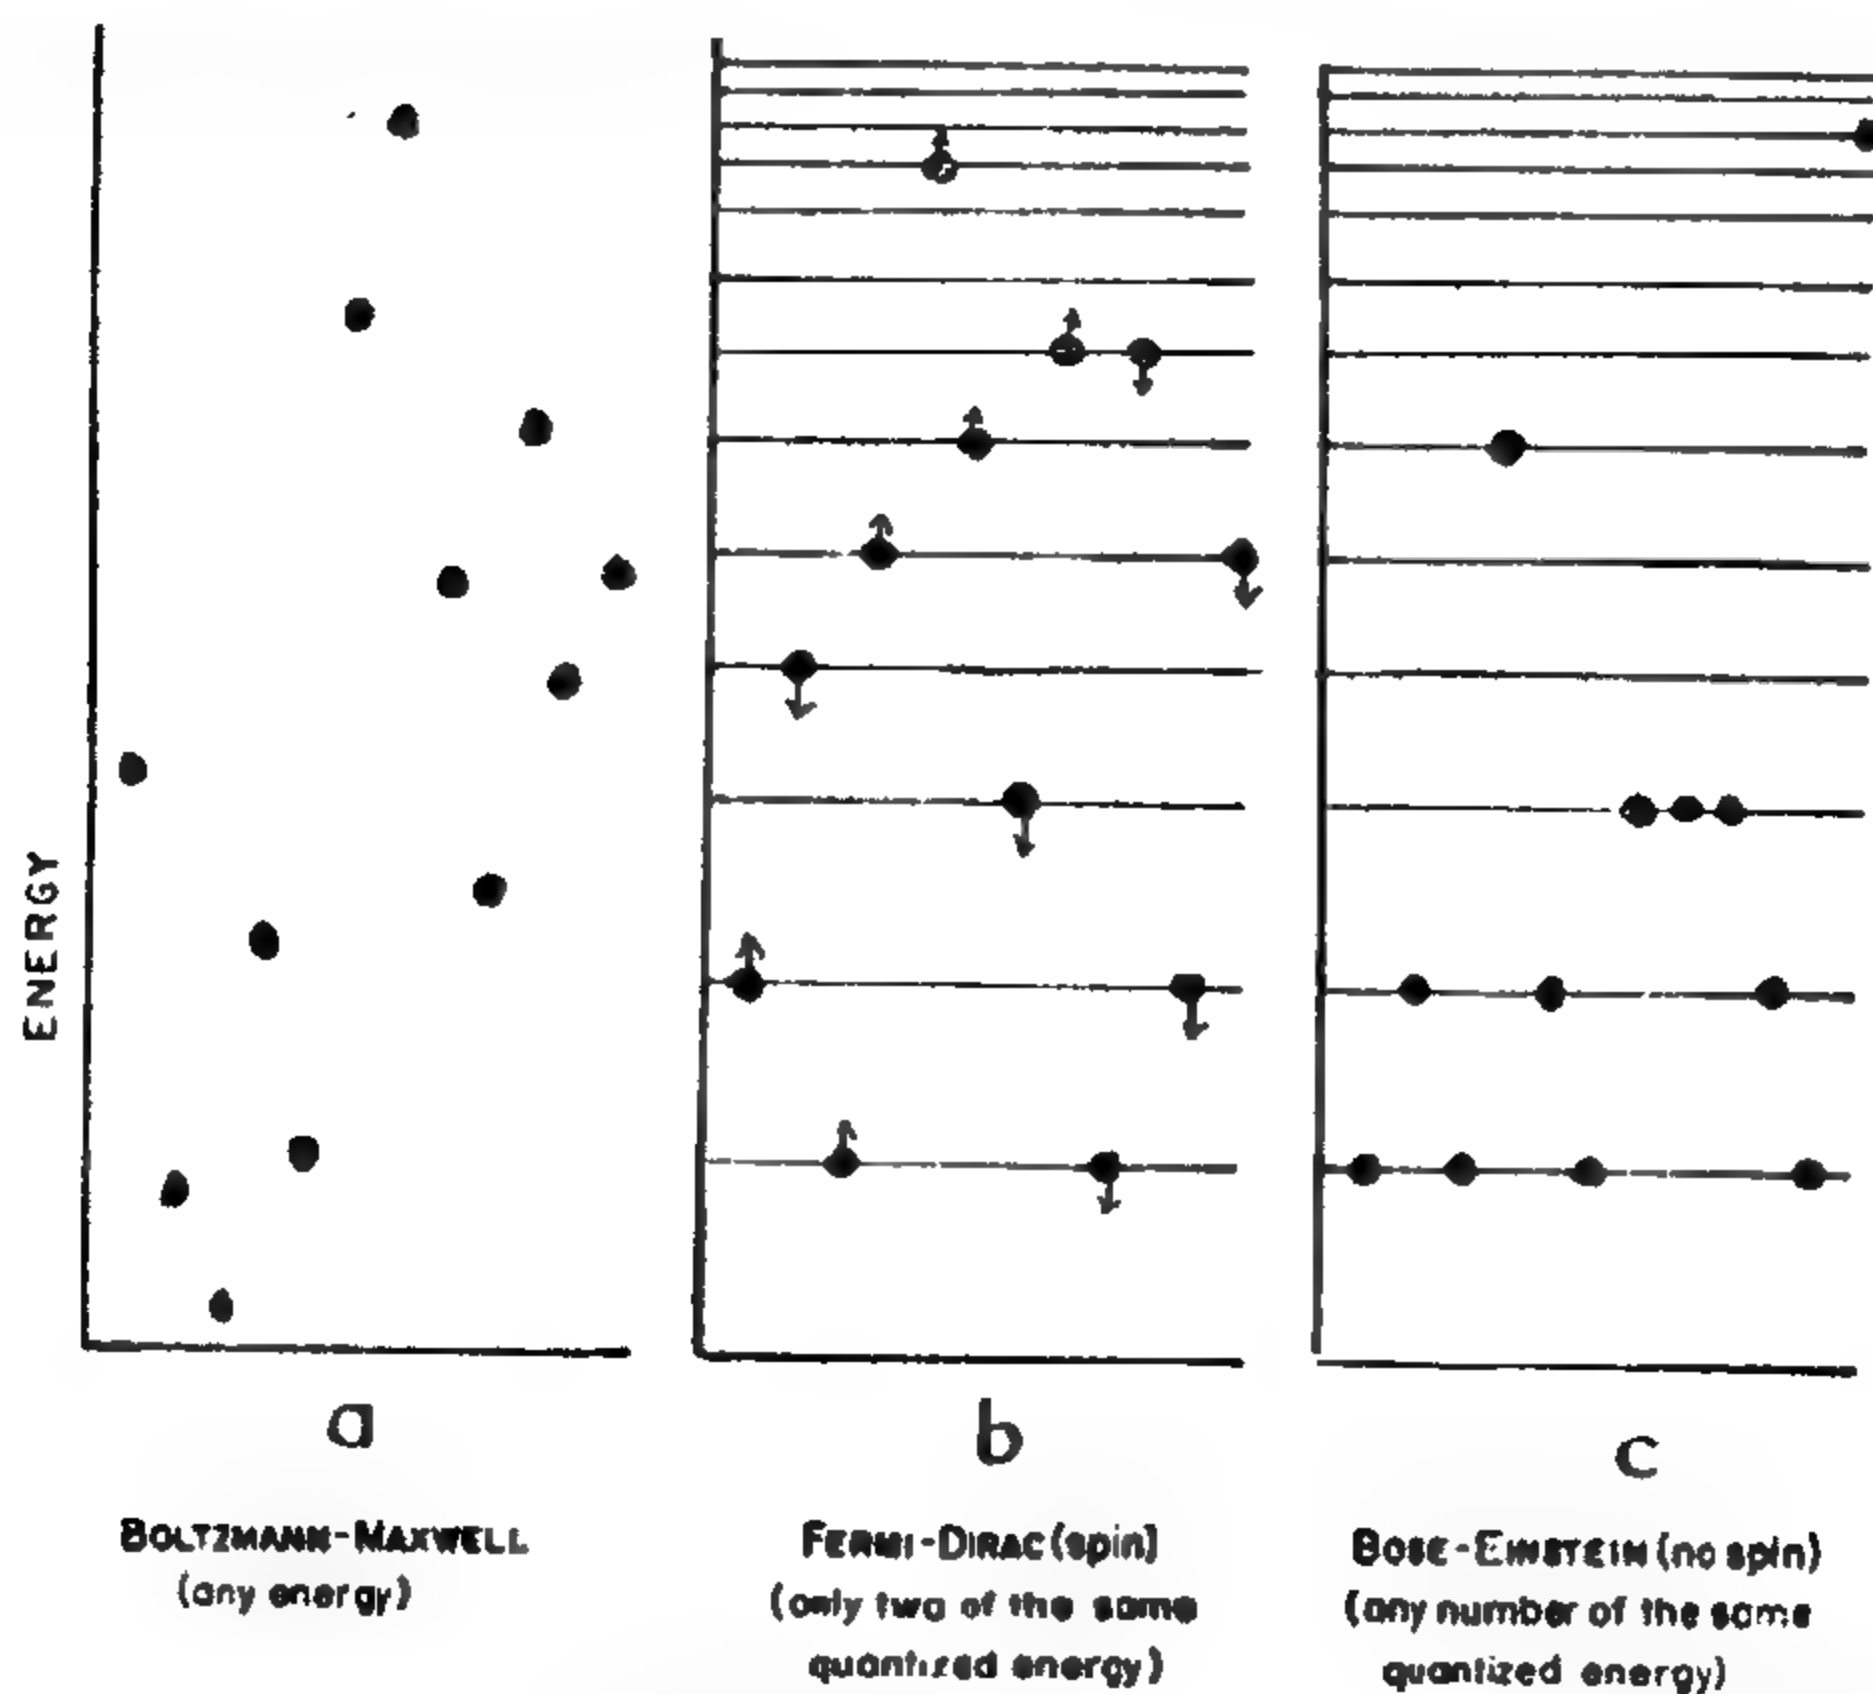 ENERGY
a
BOLTZMANN-MAXWELL
(any energy)
b
FERMI-DIRAC (spin)
(only two of the same
quantized energy)
c
BOSE-EINSTEIN (no spin)
(any number of the same
quantized energy)